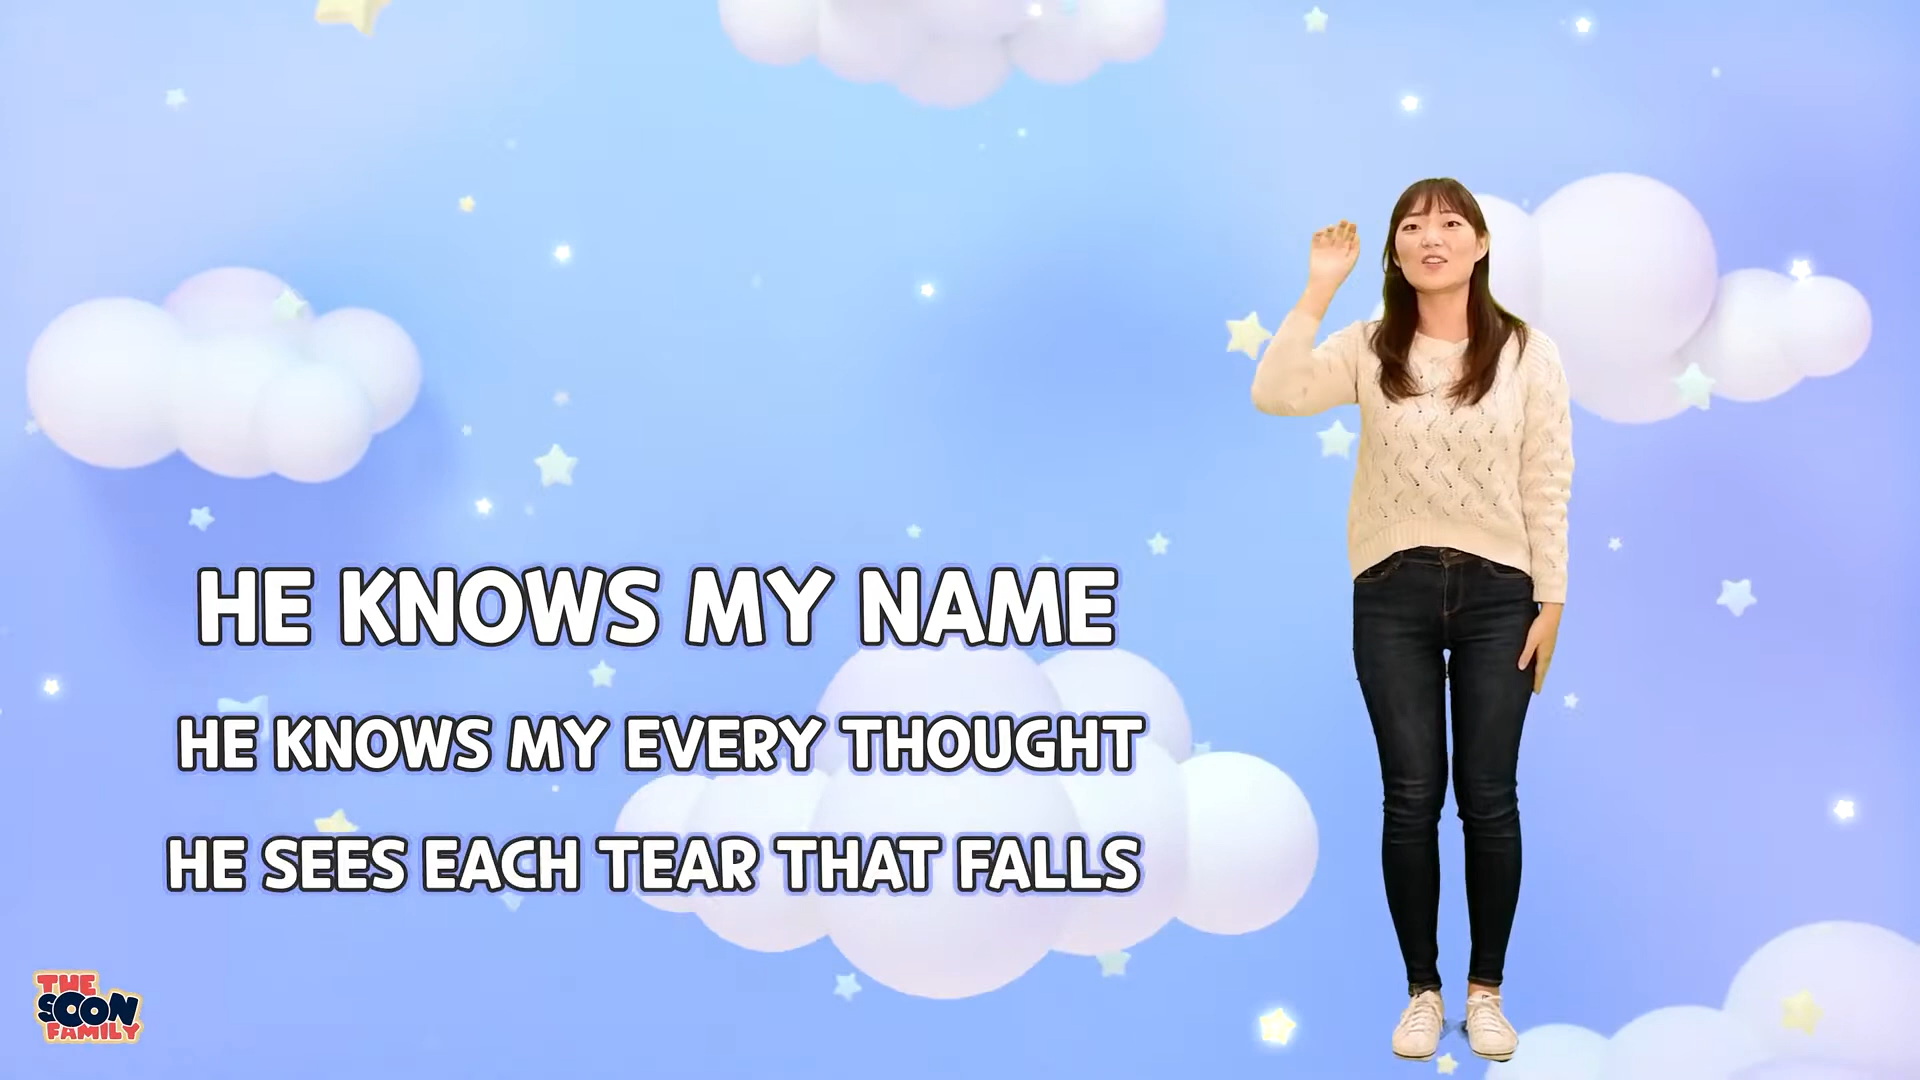 HE KNOWS MY NAME
HE KNOWS MY EVERY THOUGHT
HE SEES EACH TEAR THAT FALLS
THE
SOON
FAMILY